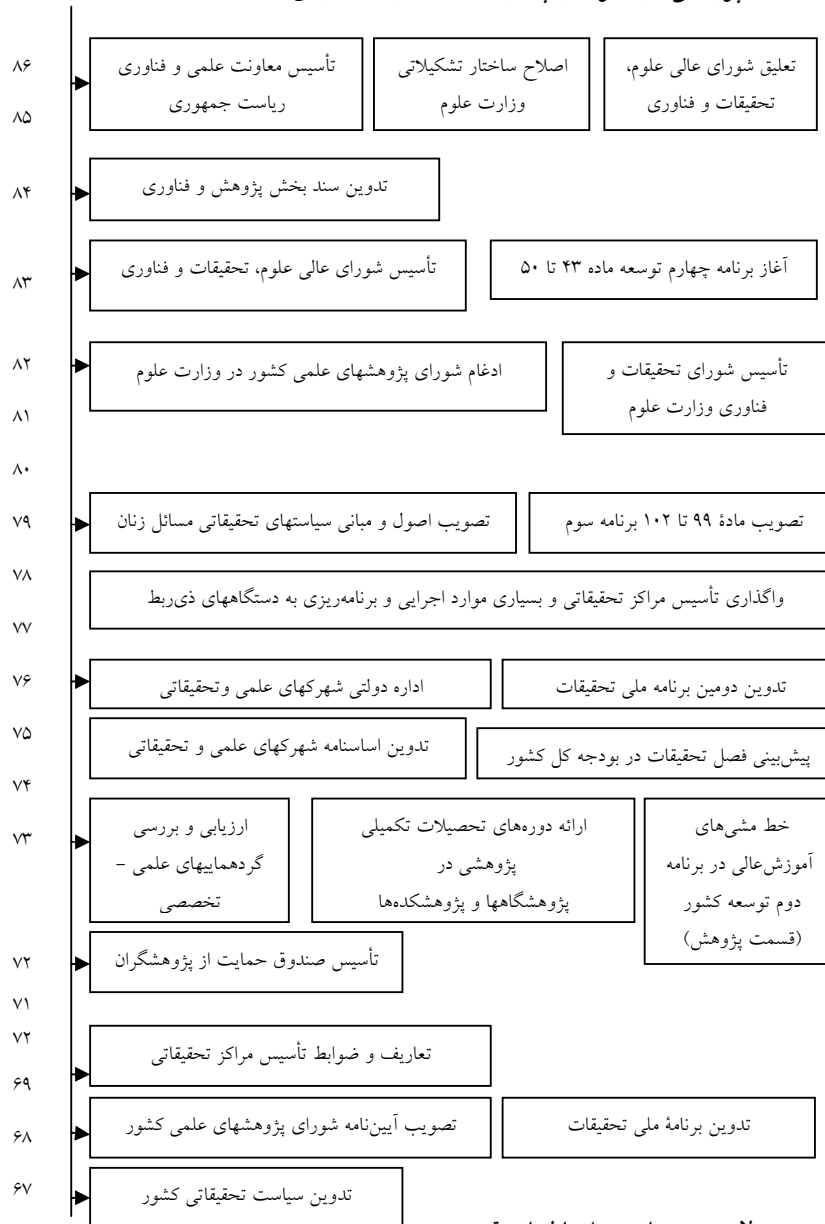 ۸۶
تعلیق شورای عالی علوم،
تحقیقات و فناوری
اصلاح ساختار تشکیلاتی
وزارت علوم
تأسیس معاونت علمی و فناوری
ریاست جمهوری
۸۵
۸۴
تدوین سند بخش پژوهش و فناوری
آغاز برنامه چهارم توسعه ماده ۴۳ تا ۵۰
تأسیس شورای عالی علوم، تحقیقات و فناوری
۸۳
۸۲
تأسیس شورای تحقیقات و
فناوری وزارت علوم
ادغام شورای پژوهشهای علمی کشور در وزارت علوم
۸۱
۸۰
۷۹
تصویب مادهٔ ۹۹ تا ۱۰۲ برنامه سوم
تصویب اصول و مبانی سیاستهای تحقیقاتی مسائل زنان
۷۸
واگذاری تأسیس مراکز تحقیقاتی و بسیاری موارد اجرایی و برنامه‌ریزی به دستگاههای ذی‌ربط
۷۷
۷۶
تدوین دومین برنامه ملی تحقیقات
اداره دولتی شهرکهای علمی وتحقیقاتی
۷۵
پیش‌بینی فصل تحقیقات در بودجه کل کشور
تدوین اساسنامه شهرکهای علمی و تحقیقاتی
۷۴
۷۳
خط مشی‌های
آموزش‌عالی در برنامه
دوم توسعه کشور
(قسمت پژوهش)
ارائه دوره‌های تحصیلات تکمیلی
پژوهشی در
پژوهشگاهها و پژوهشکده‌ها
ارزیابی و بررسی
گردهماییهای علمی –
تخصصی
۷۲
تأسیس صندوق حمایت از پژوهشگران
۷۱
۷۲
تعاریف و ضوابط تأسیس مراکز تحقیقاتی
۶۹
۶۸
تدوین برنامهٔ ملی تحقیقات
تصویب آیین‌نامه شورای پژوهشهای علمی کشور
۶۷
تدوین سیاست تحقیقاتی کشور